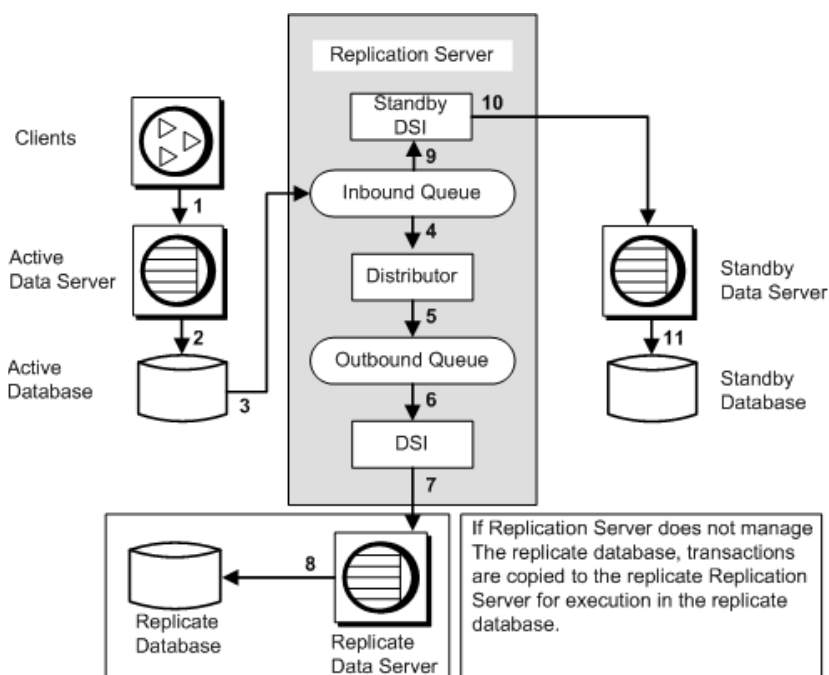 Replication Server
Standby
DSI
10
9
Clients
1
Inbound Queue
4
Active
Data Server
Distributor
Standby
Data Server
5
2
11
Outbound Queue
Active
Database
3
Standby
Database
6
DSI
7
8
Replicate
Database
Replicate
Data Server
If Replication Server does not manage
The replicate database, transactions
are copied to the replicate Replication
Server for execution in the replicate
database.